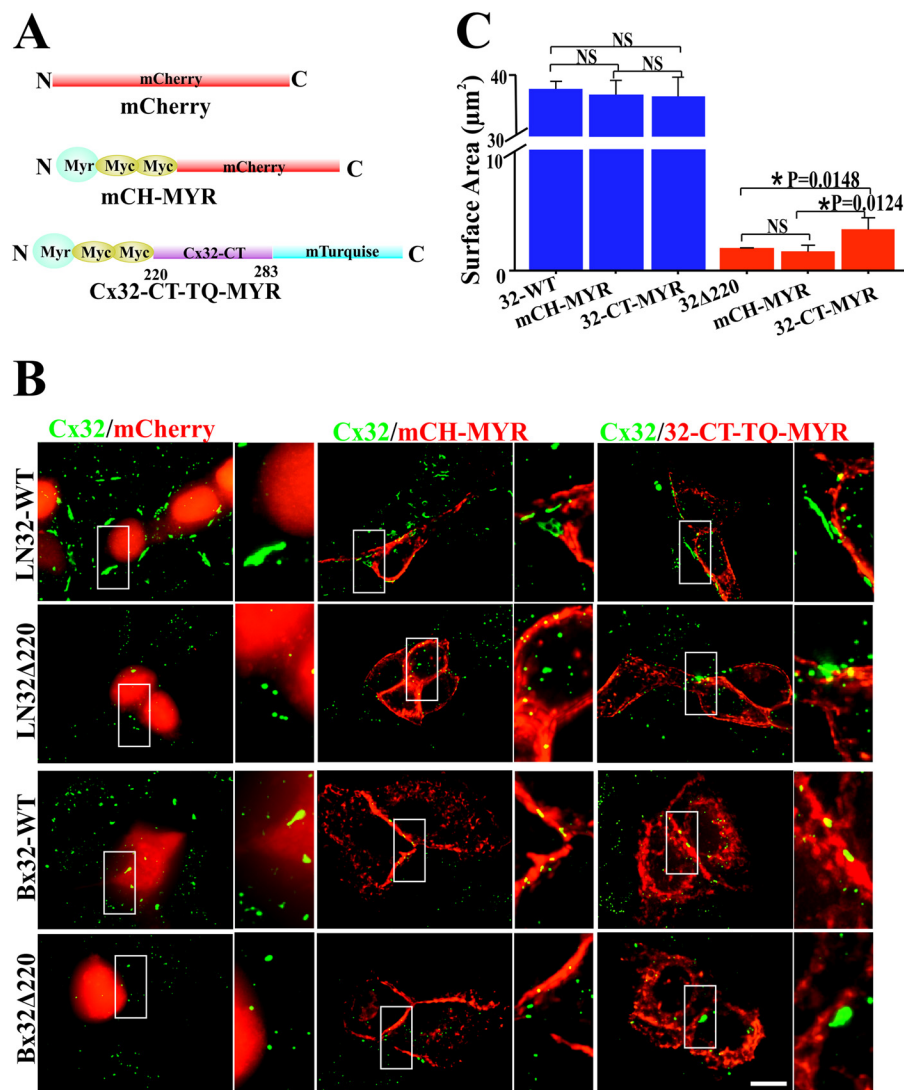 A
N mCherry C
mCherry
N Myr Myc Myc mCherry C
mCH-MYR
N Myr Myc Myc Cx32-CT mTurquise C
220 283
Cx32-CT-TQ-MYR
C
Surface Area (µm²)
40
30
10
0
NS
NS NS
* P=0.0148
*P=0.0124
NS
32-WT
mCH-MYR
32-CT-MYR
32Δ220
mCH-MYR
32-CT-MYR
B
Cx32/mCherry Cx32/mCH-MYR Cx32/32-CT-TQ-MYR
LN32-WT
LN32Δ220
Bx32-WT
Bx32Δ220